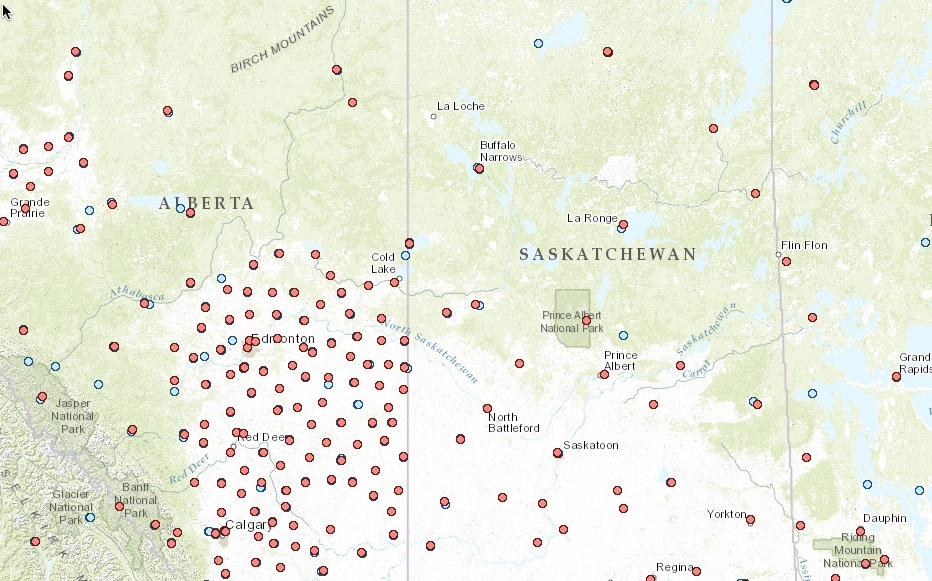 BIRCH MOUNTAINS
La Loche
Churchill
Buffalo
Narrows
Grande
Prairie
ALBERTA
La Ronge
Flin Flon
SASKATCHEWAN
Cold
Lake
Athabasca
Prince Albert
National Park
Saskatchewan
Edmonton
North Saskatchewan
Prince
Albert
Carrot
Grand
Rapids
Jasper
National
Park
North
Battleford
Red Deer
Saskatoon
Red Deer
Banff
National
Park
Glacier
National
Park
Calgary
Yorkton
Dauphin
Riding
Mountain
National Park
Regina